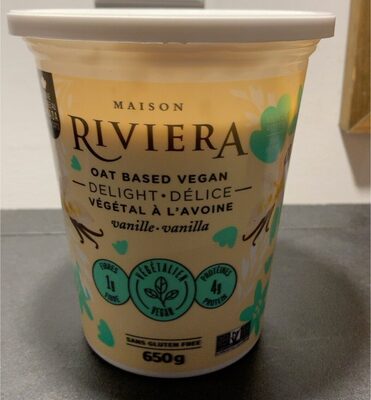 MAISON
RIVIERA
OAT BASED VEGAN
DELIGHT • DÉLICE
VÉGÉTAL À L'AVOINE
vanille • vanilla
FIBRES
1g
FIBRE
VÉGÉTALIEN
VEGAN
PROTÉINES
4g
PROTEIN
SANS GLUTEN FREE
650g